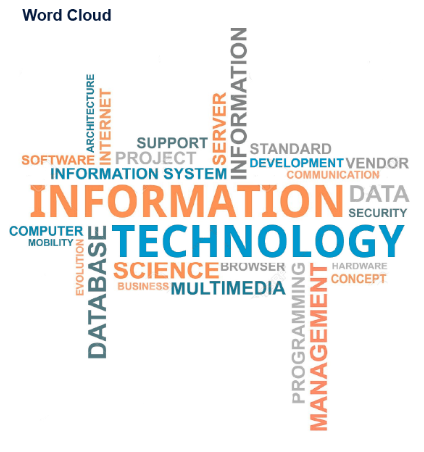 Word Cloud
ARCHITECTURE
INTERNET
SERVER
INFORMATION
SUPPORT
STANDARD
SOFTWARE
PROJECT
DEVELOPMENT
VENDOR
INFORMATION SYSTEM
COMMUNICATION
INFORMATION
DATA
SECURITY
COMPUTER
MOBILITY
TECHNOLOGY
EVOLUTION
DATABASE
SCIENCE
BROWSER
HARDWARE
BUSINESS
MULTIMEDIA
PROGRAMMING
MANAGEMENT
CONCEPT